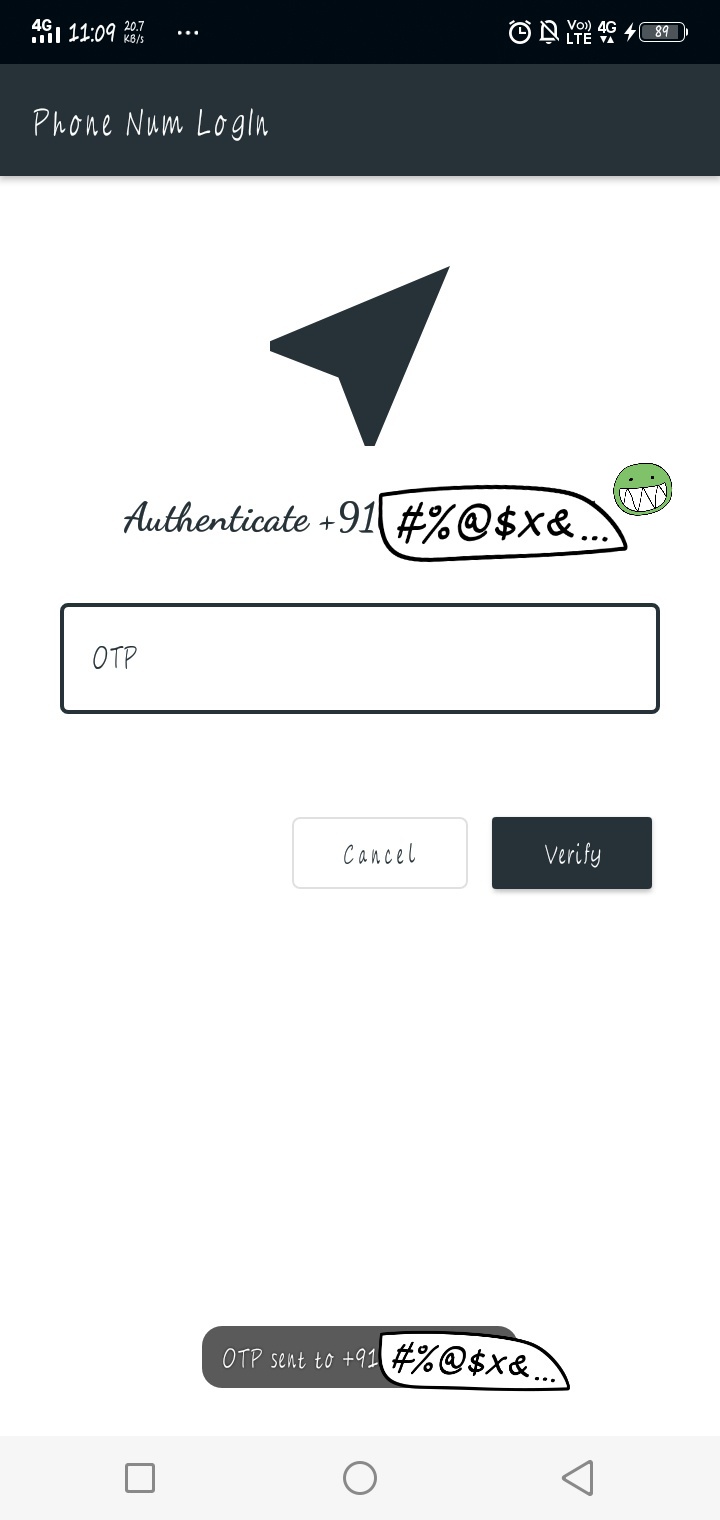 4G 11:09 20.7 KB/s ... Vo)) LTE 4G 89
Phone Num LogIn
Authenticate +91 #%@$X&...
OTP
Cancel Verify
OTP sent to +91 #%@$X&...